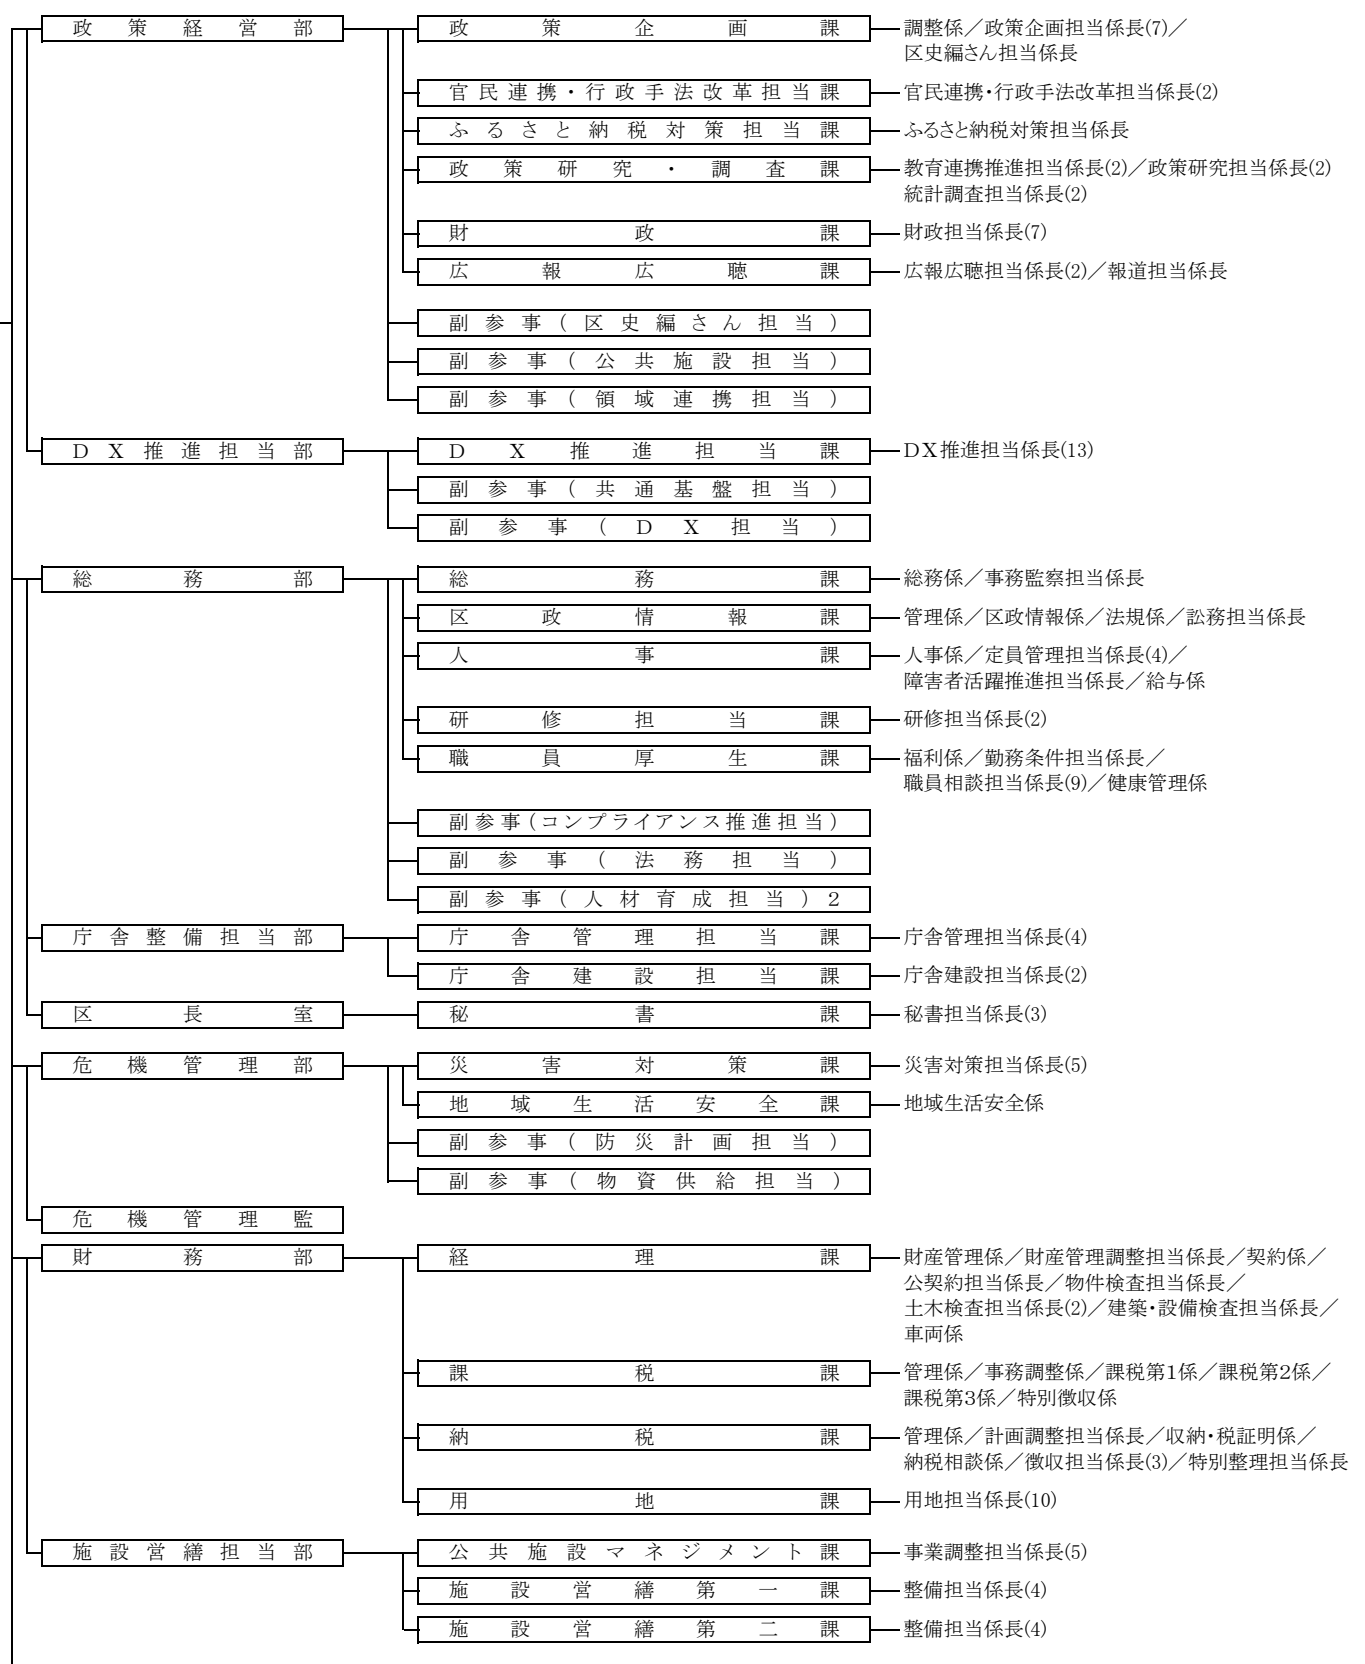 政策経営部 政策企画課 調整係／政策企画担当係長(7)／
区史編さん担当係長
官民連携・行政手法改革担当課 官民連携・行政手法改革担当係長(2)
ふるさと納税対策担当課 ふるさと納税対策担当係長
政策研究・調査課 教育連携推進担当係長(2)／政策研究担当係長(2)
統計調査担当係長(2)
財政課 財政担当係長(7)
広報広聴課 広報広聴担当係長(2)／報道担当係長
副参事(区史編さん担当)
副参事(公共施設担当)
副参事(領域連携担当)
DX推進担当部 DX推進担当課 DX推進担当係長(13)
副参事(共通基盤担当)
副参事(DX担当)
総務部 総務課 総務係／事務監察担当係長
区政情報課 管理係／区政情報係／法規係／訟務担当係長
人事課 人事係／定員管理担当係長(4)／
障害者活躍推進担当係長／給与係
研修担当課 研修担当係長(2)
職員厚生課 福利係／勤務条件担当係長／
職員相談担当係長(9)／健康管理係
副参事(コンプライアンス推進担当)
副参事(法務担当)
副参事(人材育成担当)2
庁舎整備担当部 庁舎管理担当課 庁舎管理担当係長(4)
庁舎建設担当課 庁舎建設担当係長(2)
区長室 秘書課 秘書担当係長(3)
危機管理部 災害対策課 災害対策担当係長(5)
地域生活安全課 地域生活安全係
副参事(防災計画担当)
副参事(物資供給担当)
危機管理監
財務部 経理課 財産管理係／財産管理調整担当係長／契約係／
公契約担当係長／物件検査担当係長／
土木検査担当係長(2)／建築・設備検査担当係長／
車両係
課税課 管理係／事務調整係／課税第1係／課税第2係／
課税第3係／特別徴収係
納税課 管理係／計画調整担当係長／収納・税証明係／
納税相談係／徴収担当係長(3)／特別整理担当係長
用地課 用地担当係長(10)
施設営繕担当部 公共施設マネジメント課 事業調整担当係長(5)
施設営繕第一課 整備担当係長(4)
施設営繕第二課 整備担当係長(4)